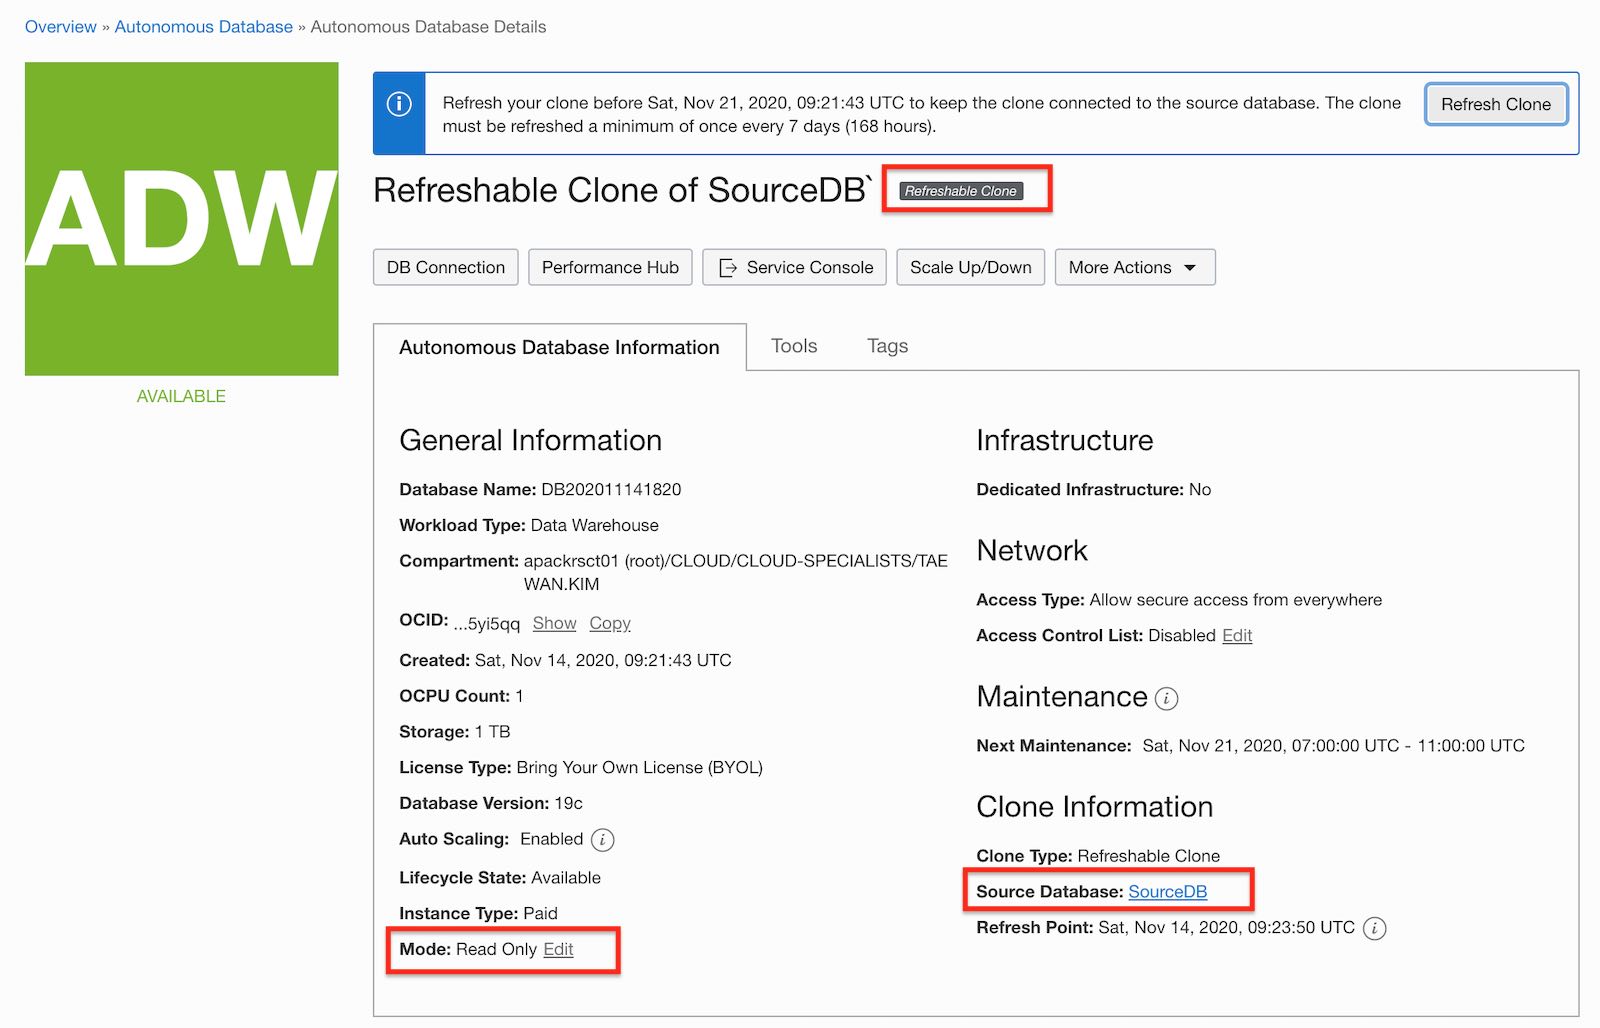 Overview » Autonomous Database » Autonomous Database Details
ADW
AVAILABLE
Refresh your clone before Sat, Nov 21, 2020, 09:21:43 UTC to keep the clone connected to the source database. The clone
must be refreshed a minimum of once every 7 days (168 hours).
Refresh Clone
Refreshable Clone of SourceDB` Refreshable Clone
DB Connection Performance Hub Service Console Scale Up/Down More Actions
Autonomous Database Information Tools Tags
General Information
Database Name: DB202011141820
Workload Type: Data Warehouse
Compartment: apackrsct01 (root)/CLOUD/CLOUD-SPECIALISTS/TAE
WAN.KIM
OCID: ...5yi5qq Show Copy
Created: Sat, Nov 14, 2020, 09:21:43 UTC
OCPU Count: 1
Storage: 1 TB
License Type: Bring Your Own License (BYOL)
Database Version: 19c
Auto Scaling: Enabled
Lifecycle State: Available
Instance Type: Paid
Mode: Read Only Edit
Infrastructure
Dedicated Infrastructure: No
Network
Access Type: Allow secure access from everywhere
Access Control List: Disabled Edit
Maintenance
Next Maintenance: Sat, Nov 21, 2020, 07:00:00 UTC - 11:00:00 UTC
Clone Information
Clone Type: Refreshable Clone
Source Database: SourceDB
Refresh Point: Sat, Nov 14, 2020, 09:23:50 UTC